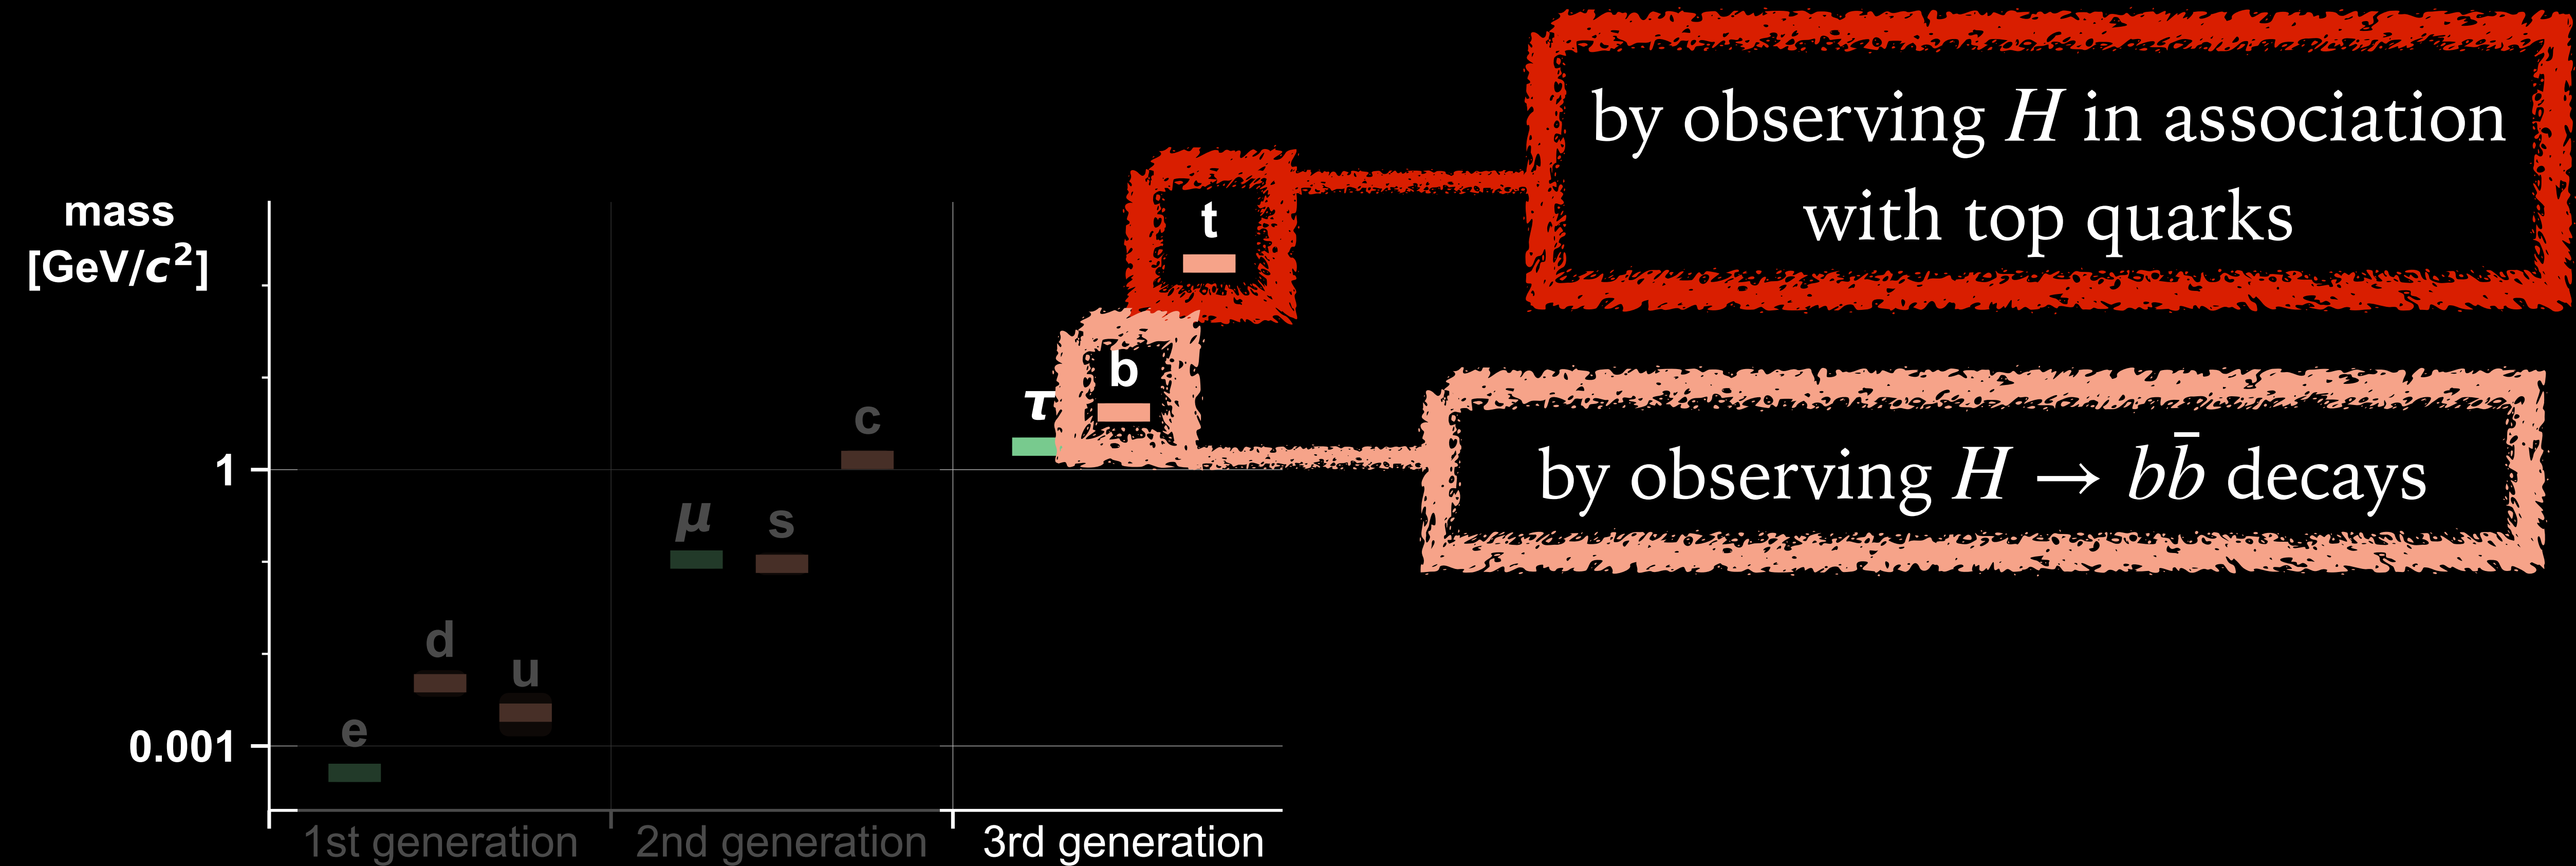 by observing H in association
with top quarks
mass
[GeV/c²]
t
b
τ
c
1
by observing H → bb̄ decays
μ
s
d
u
e
0.001
1st generation
2nd generation
3rd generation